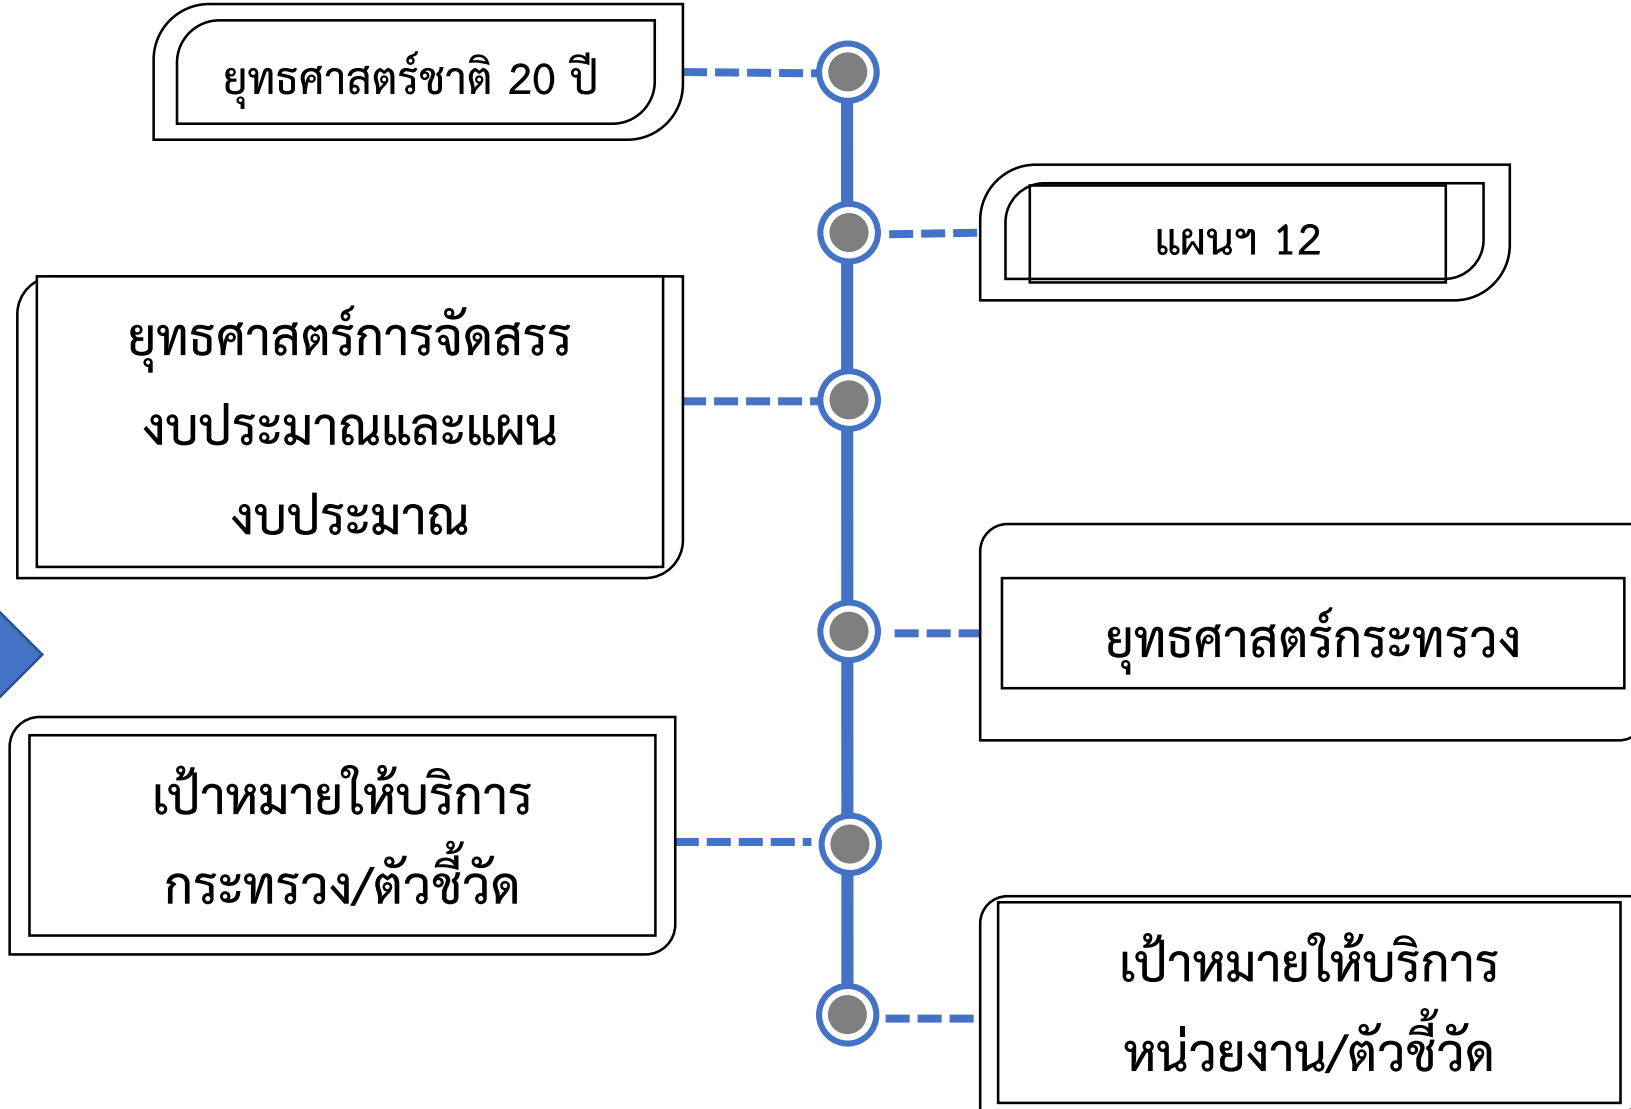 ยุทธศาสตร์ชาติ 20 ปี
แผนฯ 12
ยุทธศาสตร์การจัดสรร
งบประมาณและแผน
งบประมาณ
ยุทธศาสตร์กระทรวง
เป้าหมายให้บริการ
กระทรวง/ตัวชี้วัด
เป้าหมายให้บริการ
หน่วยงาน/ตัวชี้วัด